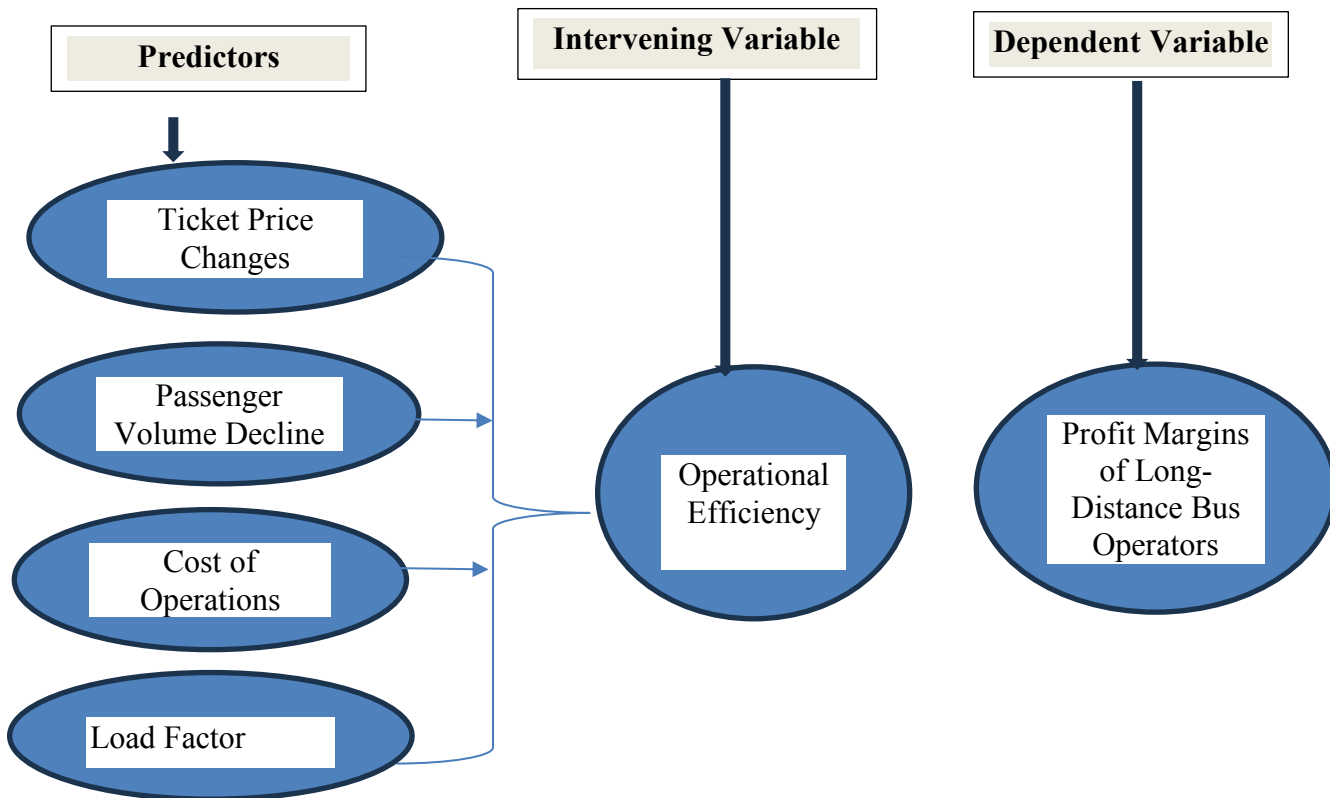 Predictors
Intervening Variable
Dependent Variable
Ticket Price
Changes
Passenger
Volume Decline
Cost of
Operations
Load Factor
Operational
Efficiency
Profit Margins
of Long-
Distance Bus
Operators